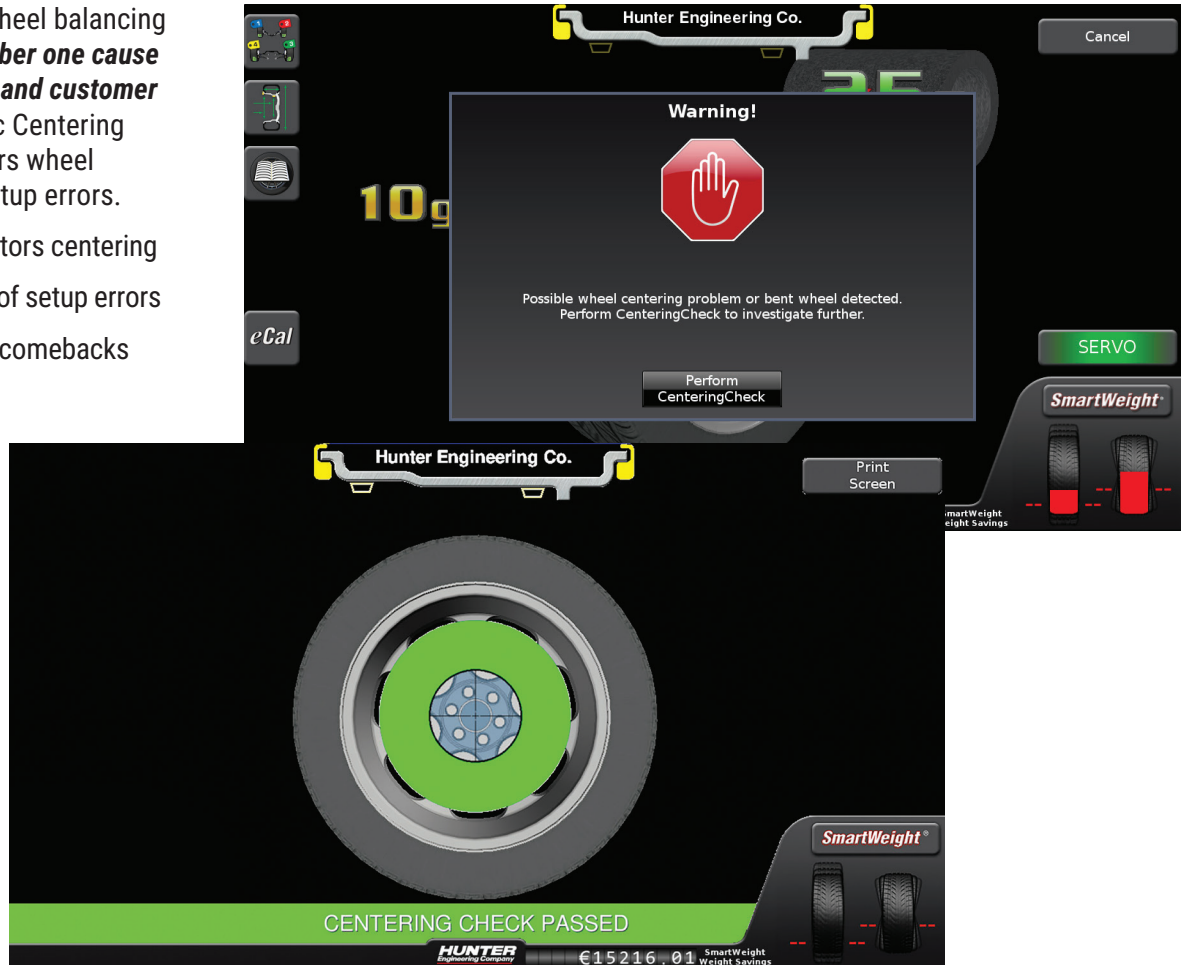 heel balancing
ber one cause
and customer
c Centering
rs wheel
tup errors.
tors centering
of setup errors
comebacks
Hunter Engineering Co.
Cancel
Warning!
10g
Possible wheel centering problem or bent wheel detected.
Perform CenteringCheck to investigate further.
Perform
CenteringCheck
eCal
SERVO
SmartWeight
martWeight
eight Savings
Hunter Engineering Co.
Print
Screen
SmartWeight®
CENTERING CHECK PASSED
HUNTER
Engineering Company
€15216.01
SmartWeight
Weight Savings